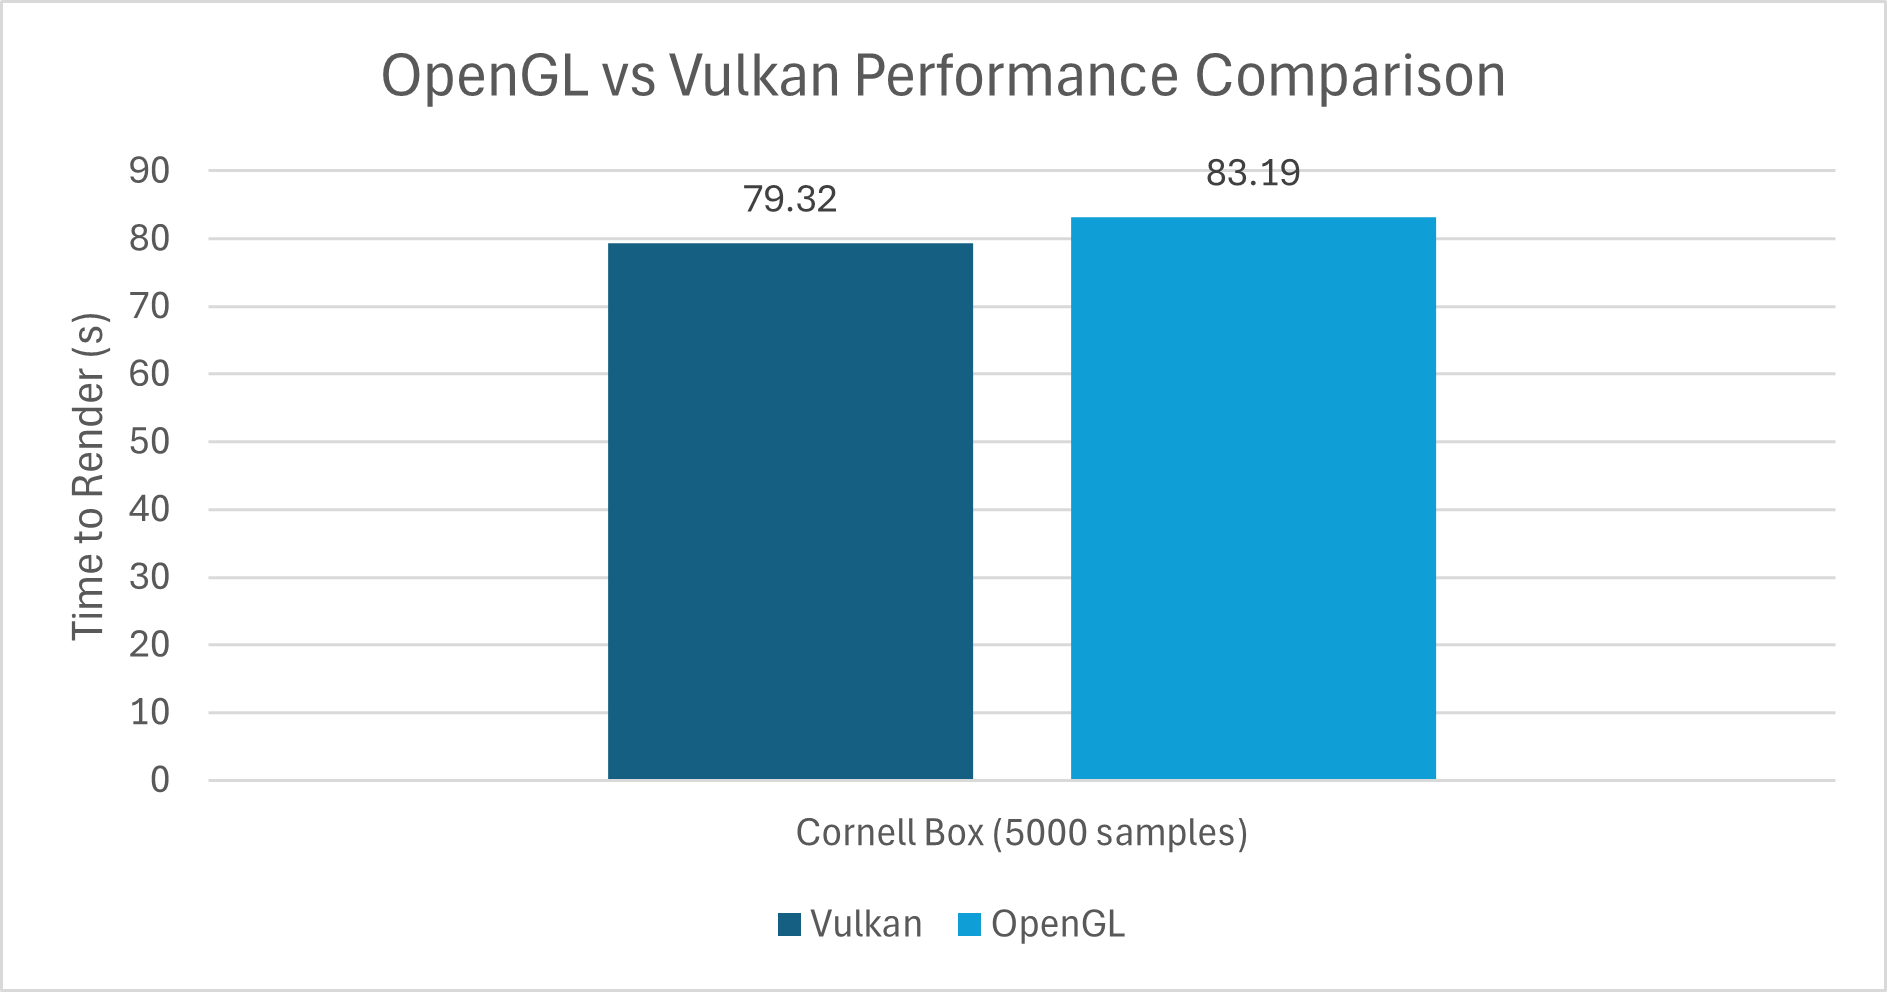 OpenGL vs Vulkan Performance Comparison
90
80
70
60
50
40
30
20
10
0
Time to Render (s)
79.32
83.19
Cornell Box (5000 samples)
Vulkan
OpenGL